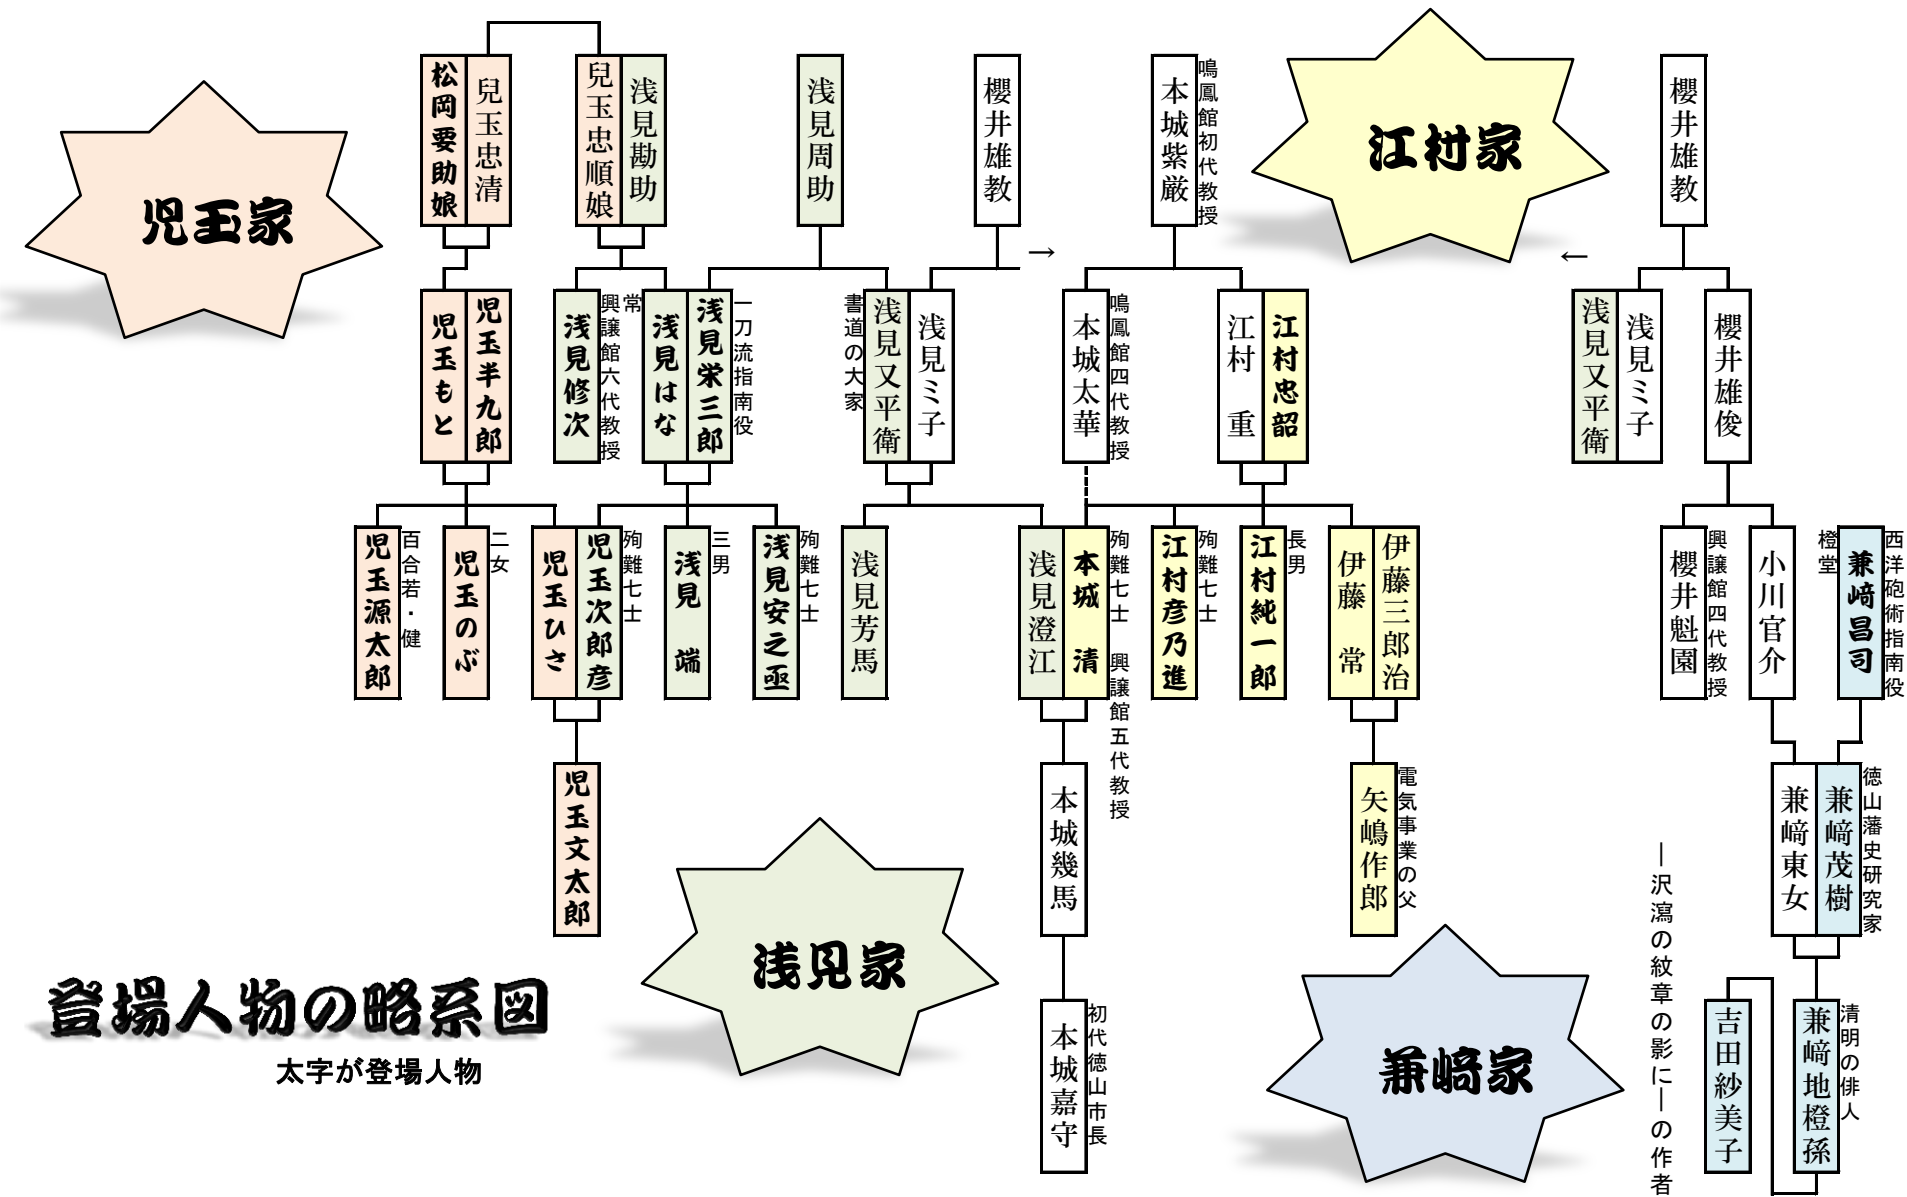 児玉家
江村家
浅見家
兼﨑家
登場人物の略系図
太字が登場人物
松岡要助娘
兒玉忠清
兒玉忠順娘
浅見勘助
浅見周助
櫻井雄教
→
本城紫厳
鳴鳳館初代教授
←
櫻井雄教
児玉もと
児玉半九郎
浅見修次
興譲館六代教授
常
浅見はな
浅見栄三郎
一刀流指南役
書道の大家
浅見又平衛
浅見ミ子
本城太華
鳴鳳館四代教授
江村 重
江村忠韶
浅見又平衛
浅見ミ子
櫻井雄俊
児玉源太郎
百合若・健
児玉のぶ
二女
児玉ひさ
児玉次郎彦
殉難七士
浅見 端
三男
浅見安之亟
殉難七士
浅見芳馬
浅見澄江
本城 清
殉難七士 興譲館五代教授
江村彦乃進
殉難七士
江村純一郎
長男
伊藤 常
伊藤三郎治
櫻井魁園
興譲館四代教授
小川官介
橙堂
兼﨑昌司
西洋砲術指南役
児玉文太郎
本城幾馬
矢嶋作郎
電気事業の父
兼﨑東女
兼﨑茂樹
徳山藩史研究家
本城嘉守
初代徳山市長
―沢瀉の紋章の影に―の作者
吉田紗美子
兼﨑地橙孫
清明の俳人